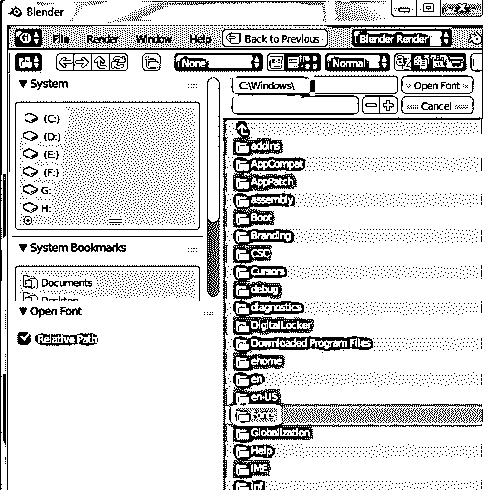 Blender
File Render Window Help Back to Previous Blender Render
None Normal
System
C:\Windows\ Open Font
Cancel
(C:)
(D:)
(E:)
(F:)
G:
H:
System Bookmarks
Documents
Desktop
Open Font
Relative Path
addins
AppCompat
AppPatch
assembly
Boot
Branding
CSC
Cursors
debug
diagnostics
DigitalLocker
Downloaded Program Files
ehome
en
en-US
Globalization
Help
IME
inf